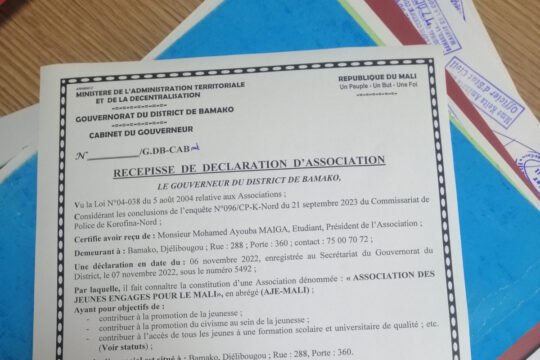 ANNEXE 2
MINISTERE DE L'ADMINISTRATION TERRITORIALE
ET DE LA DECENTRALISATION
GOUVERNORAT DU DISTRICT DE BAMAKO
CABINET DU GOUVERNEUR
REPUBLIQUE DU MALI
Un Peuple - Un But - Une Foi
N /G.DB-CAB
RECEPISSE DE DECLARATION D'ASSOCIATION
LE GOUVERNEUR DU DISTRICT DE BAMAKO,
Vu la Loi N°04-038 du 5 août 2004 relative aux Associations ;
Considérant les conclusions de l'enquête N°096/CP-K-Nord du 21 septembre 2023 du Commissariat de
Police de Korofina-Nord ;
Certifie avoir reçu de : Monsieur Mohamed Ayouba MAIGA, Etudiant, Président de l'Association ;
Demeurant à : Bamako, Djélibougou ; Rue : 288 ; Porte : 360 ; contact : 75 00 70 72
Une déclaration en date du : 06 novembre 2022, enregistrée au Secrétariat du Gouvernorat du
District, le 07 novembre 2022, sous le numéro 5492 ;
Par laquelle, il fait connaître la constitution d'une Association dénommée : « ASSOCIATION DES
JEUNES ENGAGES POUR LE MALI», en abrégé (AJE-MALI) ;
Ayant pour objectifs de :
- contribuer à la promotion de la jeunesse ;
- contribuer à la promotion du civisme au sein de la jeunesse ;
- contribuer à l'accès de tous les jeunes à une formation scolaire et universitaire de qualité ; etc.
(Voir statuts) ;
est situé à : Bamako, Djélibougou ; Rue : 288, Porte : 360.
Officier d'Etat Civil